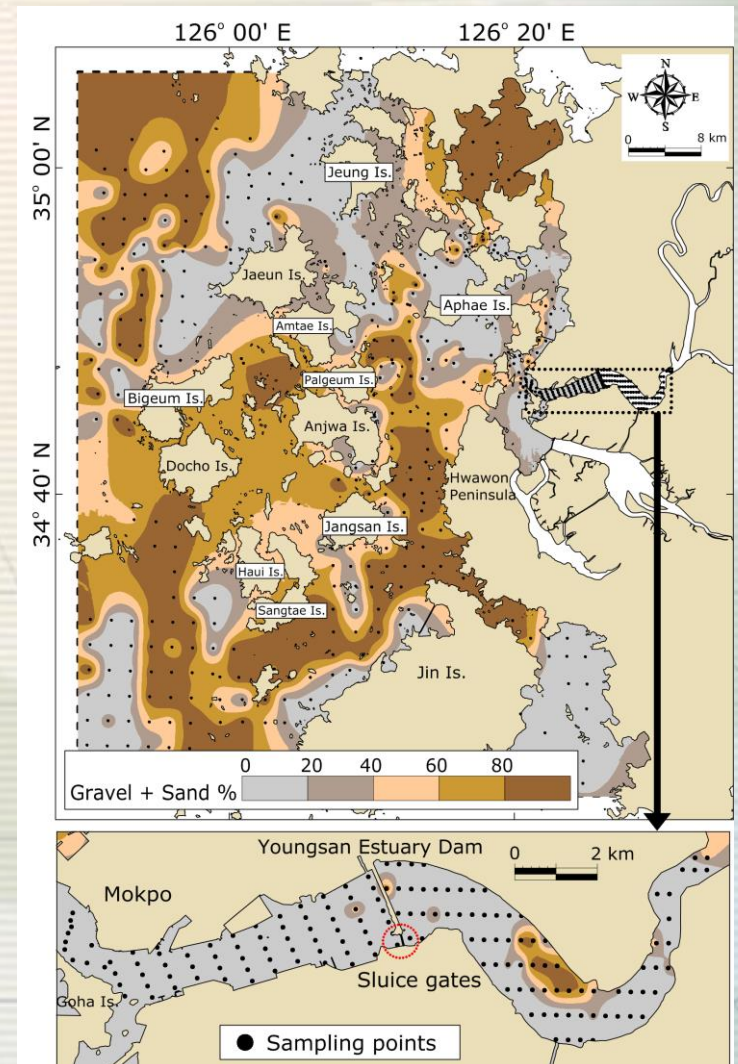 126° 00' E
126° 20' E
N
W E
S
0 8 km
35° 00' N
34° 40' N
Jeung Is.
Jaeun Is.
Aphae Is.
Amtae Is.
Palgeum Is.
Bigeum Is.
Anjwa Is.
Docho Is.
Hwawon
Peninsula
Jangsan Is.
Haui Is.
Sangtae Is.
Jin Is.
0 20 40 60 80
Gravel + Sand %
Youngsan Estuary Dam
0 2 km
Mokpo
Sluice gates
Goha Is.
Sampling points